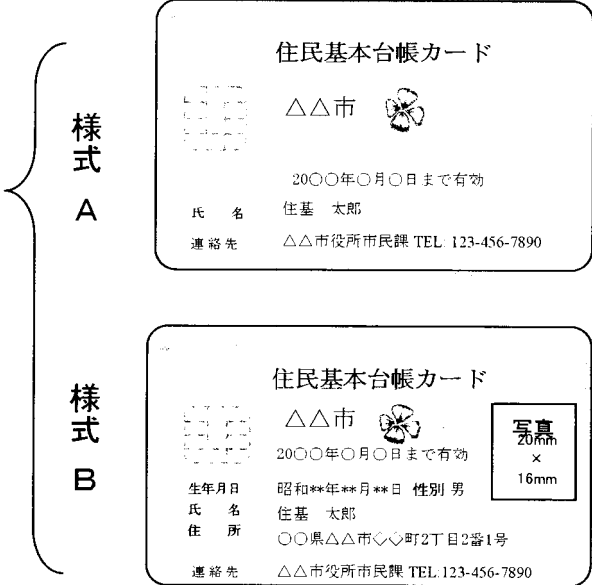 様式 A
住民基本台帳カード
△△市
20○○年○月○日まで有効
氏 名 住基 太郎
連絡先 △△市役所市民課 TEL: 123-456-7890
様式 B
住民基本台帳カード
△△市
20○○年○月○日まで有効
写真
20mm
×
16mm
生年月日 昭和**年**月**日 性別 男
氏 名 住基 太郎
住 所 ○○県△△市◇◇町2丁目2番1号
連絡先 △△市役所市民課 TEL:123-456-7890